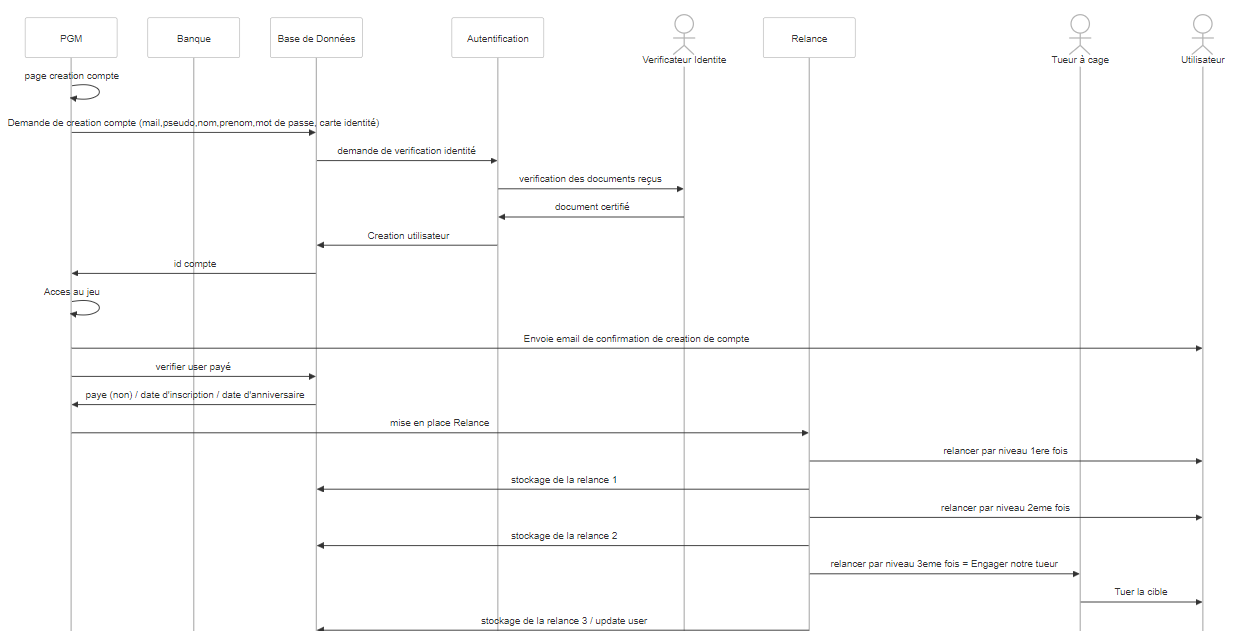 PGM
Banque
Base de Données
Autentification
Verificateur Identite
Relance
Tueur à cage
Utilisateur
page creation compte
Demande de creation compte (mail,pseudo,nom,prenom,mot de passe, carte identité)
demande de verification identité
verification des documents reçus
document certifié
Creation utilisateur
id compte
Acces au jeu
Envoie email de confirmation de creation de compte
verifier user payé
paye (non) / date d'inscription / date d'anniversaire
mise en place Relance
relancer par niveau 1ere fois
stockage de la relance 1
relancer par niveau 2eme fois
stockage de la relance 2
relancer par niveau 3eme fois = Engager notre tueur
Tuer la cible
stockage de la relance 3 / update user